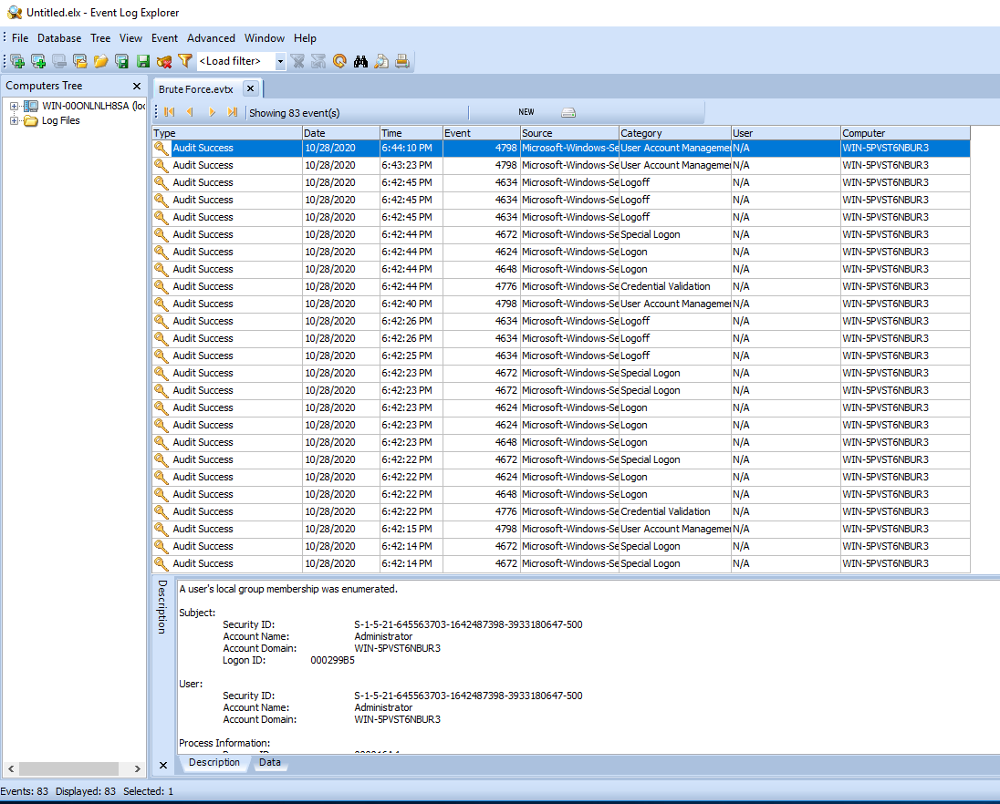 Untitled.elx - Event Log Explorer
File Database Tree View Event Advanced Window Help
<Load filter>
Computers Tree
WIN-00ONLNLH8SA (loc
Log Files
Brute Force.evtx
Showing 83 event(s) NEW
Type Date Time Event Source Category User Computer
Audit Success 10/28/2020 6:44:10 PM 4798 Microsoft-Windows-Se User Account Manageme N/A WIN-5PVST6NBUR3
Audit Success 10/28/2020 6:43:23 PM 4798 Microsoft-Windows-Se User Account Manageme N/A WIN-5PVST6NBUR3
Audit Success 10/28/2020 6:42:45 PM 4634 Microsoft-Windows-Se Logoff N/A WIN-5PVST6NBUR3
Audit Success 10/28/2020 6:42:45 PM 4634 Microsoft-Windows-Se Logoff N/A WIN-5PVST6NBUR3
Audit Success 10/28/2020 6:42:45 PM 4634 Microsoft-Windows-Se Logoff N/A WIN-5PVST6NBUR3
Audit Success 10/28/2020 6:42:44 PM 4672 Microsoft-Windows-Se Special Logon N/A WIN-5PVST6NBUR3
Audit Success 10/28/2020 6:42:44 PM 4624 Microsoft-Windows-Se Logon N/A WIN-5PVST6NBUR3
Audit Success 10/28/2020 6:42:44 PM 4648 Microsoft-Windows-Se Logon N/A WIN-5PVST6NBUR3
Audit Success 10/28/2020 6:42:44 PM 4776 Microsoft-Windows-Se Credential Validation N/A WIN-5PVST6NBUR3
Audit Success 10/28/2020 6:42:40 PM 4798 Microsoft-Windows-Se User Account Manageme N/A WIN-5PVST6NBUR3
Audit Success 10/28/2020 6:42:26 PM 4634 Microsoft-Windows-Se Logoff N/A WIN-5PVST6NBUR3
Audit Success 10/28/2020 6:42:26 PM 4634 Microsoft-Windows-Se Logoff N/A WIN-5PVST6NBUR3
Audit Success 10/28/2020 6:42:25 PM 4634 Microsoft-Windows-Se Logoff N/A WIN-5PVST6NBUR3
Audit Success 10/28/2020 6:42:23 PM 4672 Microsoft-Windows-Se Special Logon N/A WIN-5PVST6NBUR3
Audit Success 10/28/2020 6:42:23 PM 4672 Microsoft-Windows-Se Special Logon N/A WIN-5PVST6NBUR3
Audit Success 10/28/2020 6:42:23 PM 4624 Microsoft-Windows-Se Logon N/A WIN-5PVST6NBUR3
Audit Success 10/28/2020 6:42:23 PM 4624 Microsoft-Windows-Se Logon N/A WIN-5PVST6NBUR3
Audit Success 10/28/2020 6:42:23 PM 4648 Microsoft-Windows-Se Logon N/A WIN-5PVST6NBUR3
Audit Success 10/28/2020 6:42:22 PM 4672 Microsoft-Windows-Se Special Logon N/A WIN-5PVST6NBUR3
Audit Success 10/28/2020 6:42:22 PM 4624 Microsoft-Windows-Se Logon N/A WIN-5PVST6NBUR3
Audit Success 10/28/2020 6:42:22 PM 4648 Microsoft-Windows-Se Logon N/A WIN-5PVST6NBUR3
Audit Success 10/28/2020 6:42:22 PM 4776 Microsoft-Windows-Se Credential Validation N/A WIN-5PVST6NBUR3
Audit Success 10/28/2020 6:42:15 PM 4798 Microsoft-Windows-Se User Account Manageme N/A WIN-5PVST6NBUR3
Audit Success 10/28/2020 6:42:14 PM 4672 Microsoft-Windows-Se Special Logon N/A WIN-5PVST6NBUR3
Audit Success 10/28/2020 6:42:14 PM 4672 Microsoft-Windows-Se Special Logon N/A WIN-5PVST6NBUR3
Description
A user's local group membership was enumerated.
Subject:
Security ID: S-1-5-21-645563703-1642487398-3933180647-500
Account Name: Administrator
Account Domain: WIN-5PVST6NBUR3
Logon ID: 000299B5
User:
Security ID: S-1-5-21-645563703-1642487398-3933180647-500
Account Name: Administrator
Account Domain: WIN-5PVST6NBUR3
Process Information:
Description Data
Events: 83 Displayed: 83 Selected: 1